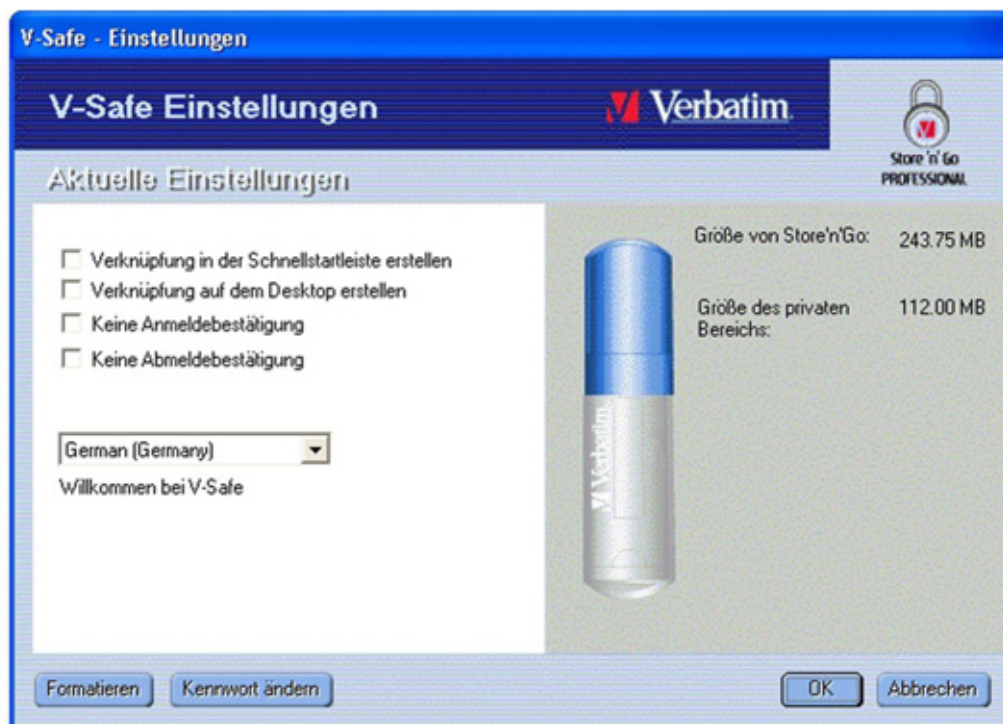 V-Safe - Einstellungen
V-Safe Einstellungen
Verbatim
Store 'n' Go
PROFESSIONAL
Aktuelle Einstellungen
Verknüpfung in der Schnellstartleiste erstellen
Verknüpfung auf dem Desktop erstellen
Keine Anmeldebestätigung
Keine Abmeldebestätigung
German (Germany)
Willkommen bei V-Safe
Verbatim
Größe von Store'n'Go: 243.75 MB
Größe des privaten 112.00 MB
Bereichs:
Formatieren
Kennwort ändern
OK
Abbrechen